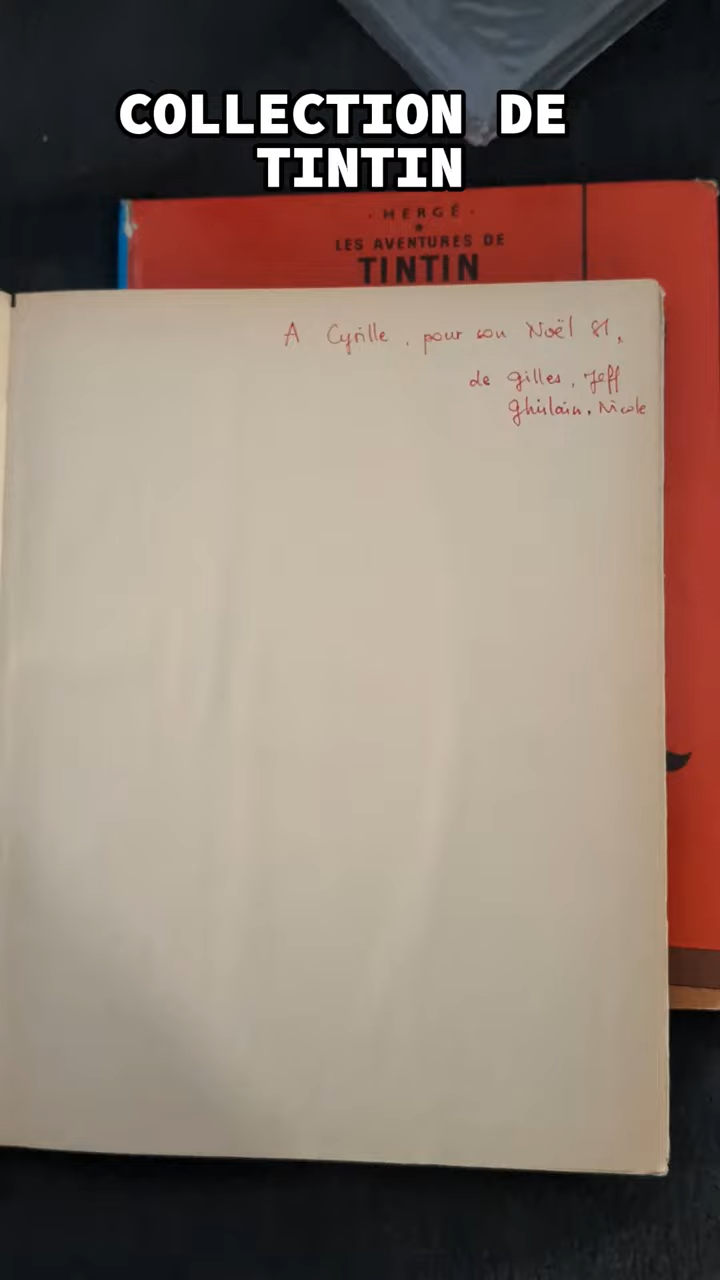 COLLECTION DE
TINTIN
· HERGÉ ·
LES AVENTURES DE
TINTIN
A Cyrille, pour son Noël 81,
de gilles, Jeff
Ghislain, Nicole